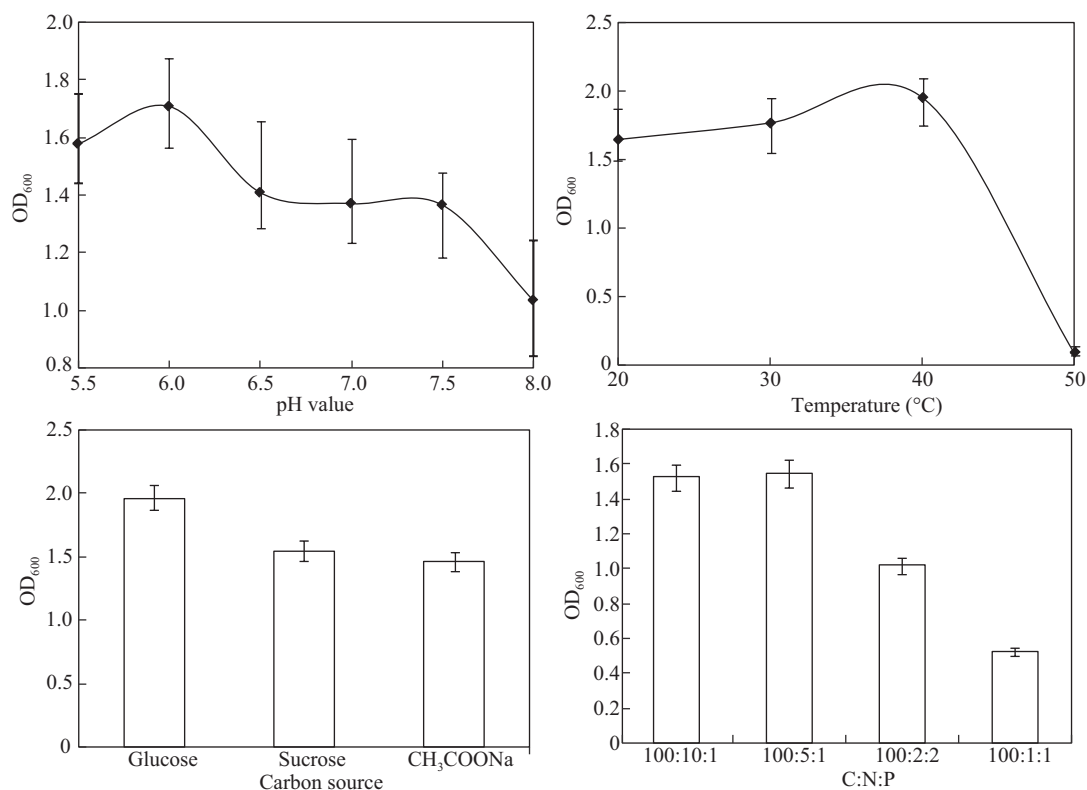 2.0
1.8
1.6
1.4
1.2
1.0
0.8
OD600
5.5 6.0 6.5 7.0 7.5 8.0
pH value
2.5
2.0
1.5
1.0
0.5
0
OD600
20 30 40 50
Temperature (°C)
2.5
2.0
1.5
1.0
0.5
0
OD600
Glucose Sucrose CH3COONa
Carbon source
1.8
1.6
1.4
1.2
1.0
0.8
0.6
0.4
0.2
0
OD600
100:10:1 100:5:1 100:2:2 100:1:1
C:N:P